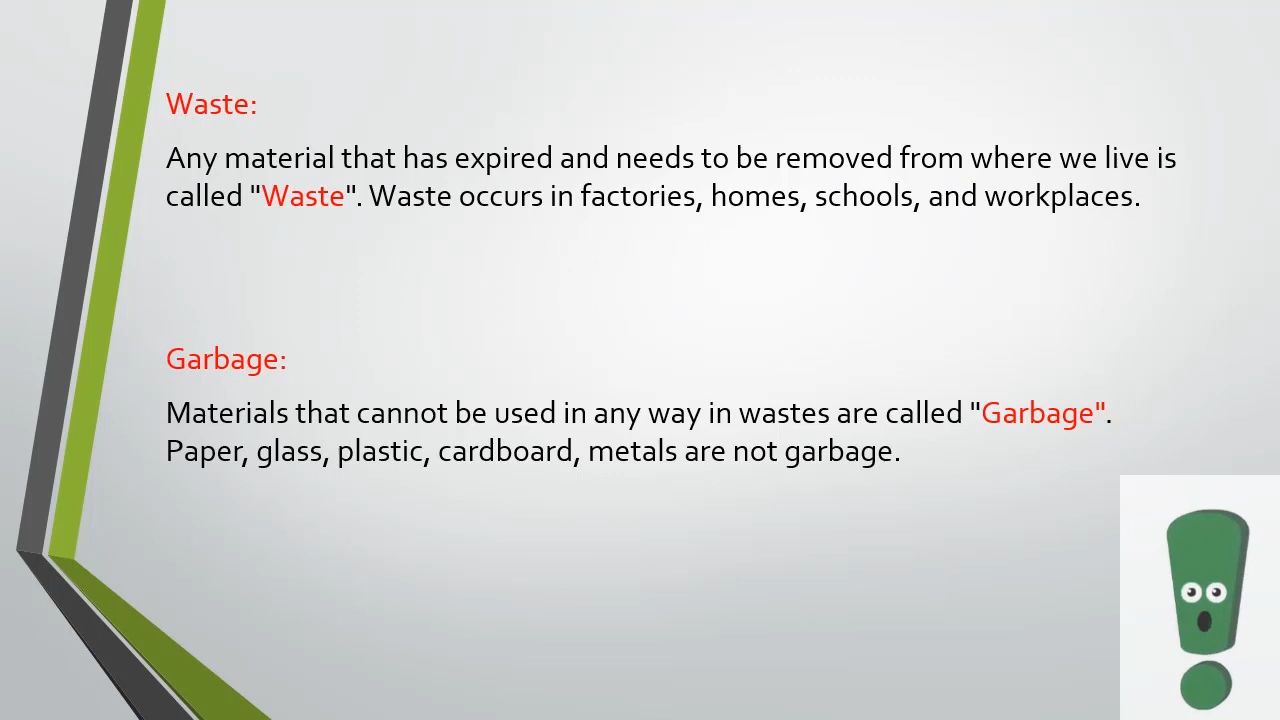 Waste:
Any material that has expired and needs to be removed from where we live is
called "Waste". Waste occurs in factories, homes, schools, and workplaces.
Garbage:
Materials that cannot be used in any way in wastes are called "Garbage".
Paper, glass, plastic, cardboard, metals are not garbage.